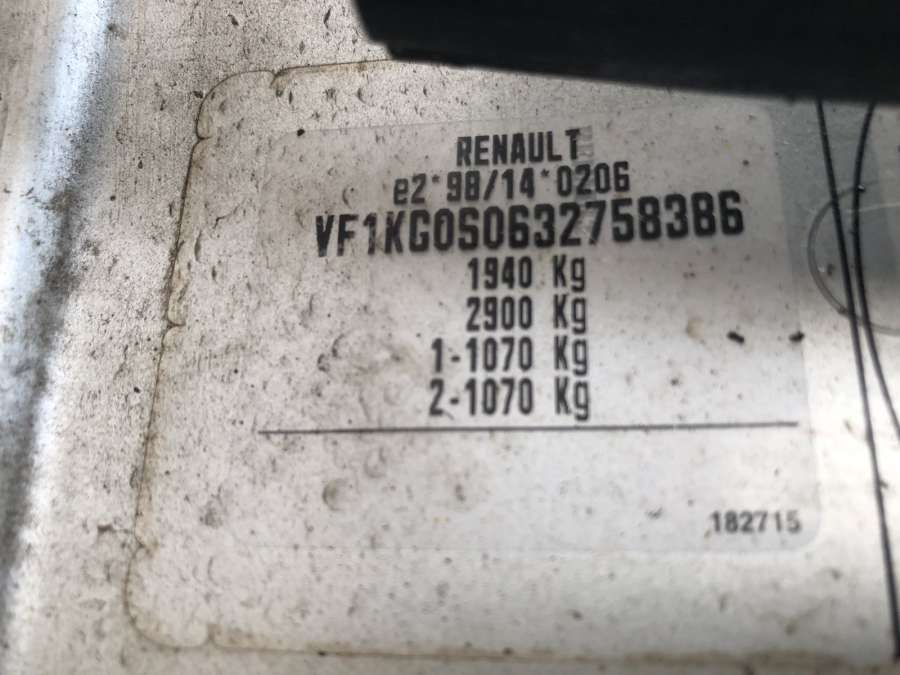 RENAULT
e2*98/14*0206
VF1KG0S0632758386
1940 Kg
2900 Kg
1-1070 Kg
2-1070 Kg
182715